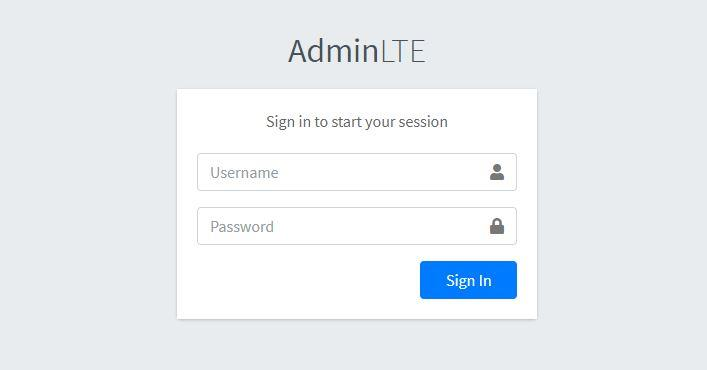 AdminLTE
Sign in to start your session
Username
Password
Sign In